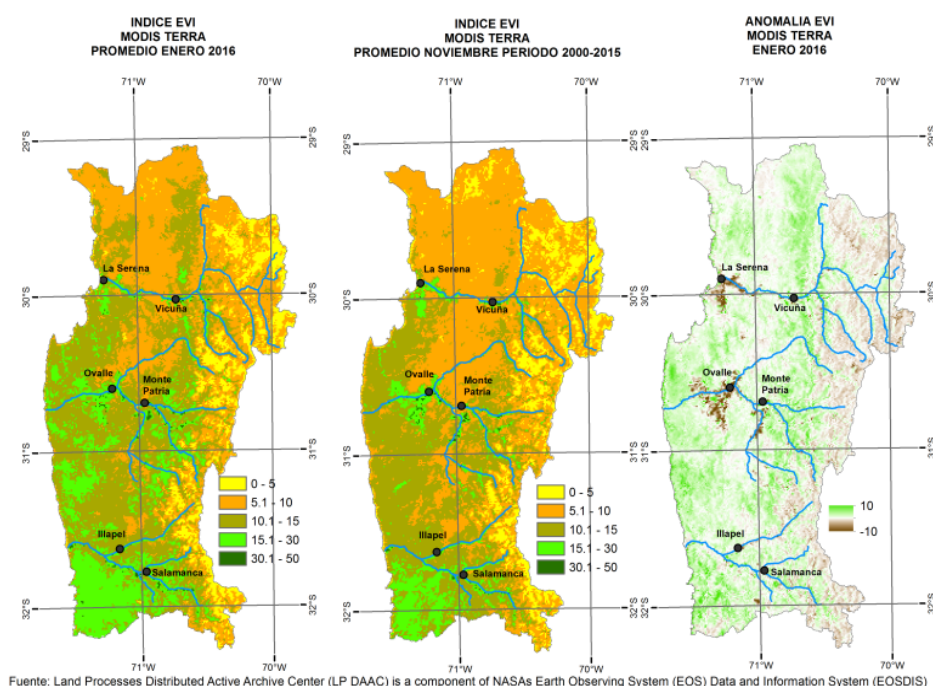 INDICE EVI
MODIS TERRA
PROMEDIO ENERO 2016
71°W
70°W
29°S
30°S
31°S
32°S
La Serena
Vicuña
Ovalle
Monte
Patria
Illapel
Salamanca
0 - 5
5.1 - 10
10.1 - 15
15.1 - 30
30.1 - 50
71°W
70°W
29°S
30°S
31°S
32°S
INDICE EVI
MODIS TERRA
PROMEDIO NOVIEMBRE PERIODO 2000-2015
71°W
70°W
29°S
30°S
31°S
32°S
La Serena
Vicuña
Ovalle
Monte
Patria
Illapel
Salamanca
0 - 5
5.1 - 10
10.1 - 15
15.1 - 30
30.1 - 50
71°W
70°W
29°S
30°S
31°S
32°S
ANOMALIA EVI
MODIS TERRA
ENERO 2016
71°W
70°W
29°S
30°S
31°S
32°S
La Serena
Vicuña
Ovalle
Monte
Patria
Illapel
Salamanca
10
-10
71°W
70°W
29°S
30°S
31°S
32°S
Fuente: Land Processes Distributed Active Archive Center (LP DAAC) is a component of NASAs Earth Observing System (EOS) Data and Information System (EOSDIS)